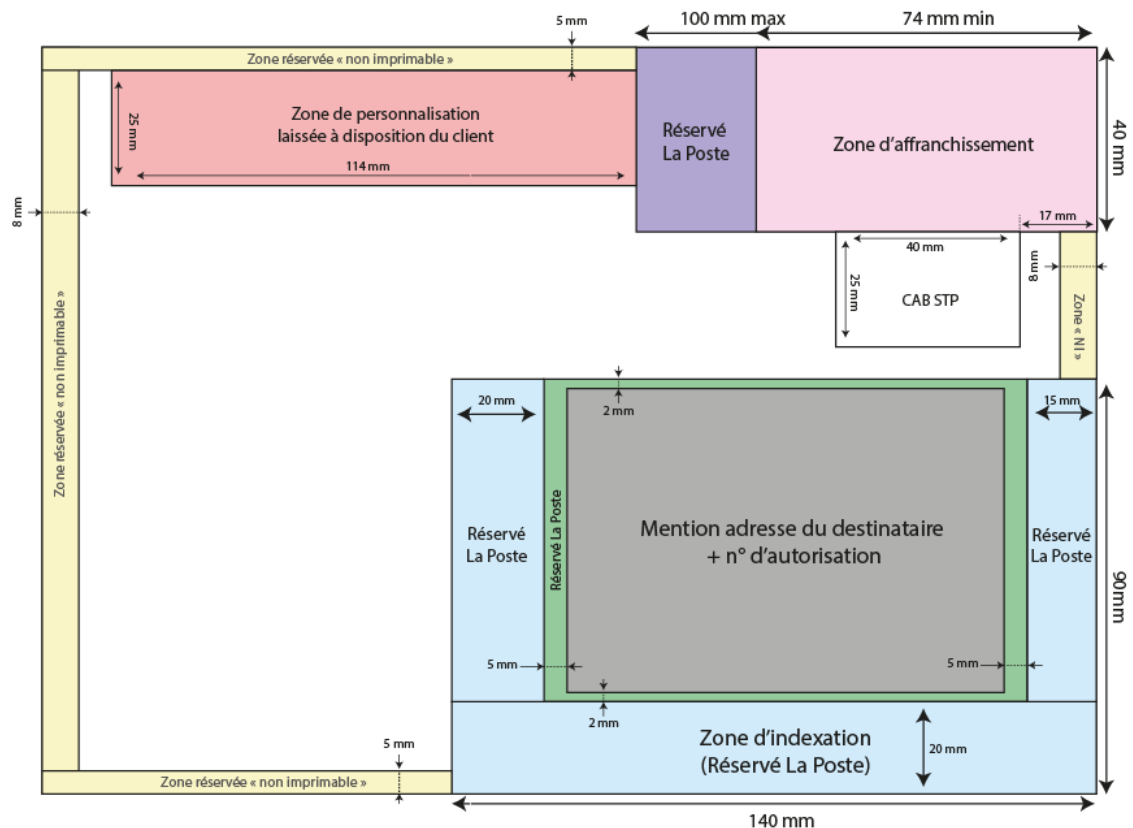 100 mm max
74 mm min
5 mm
Zone réservée « non imprimable »
25 mm
Zone de personnalisation
laissée à disposition du client
114 mm
Réservé
La Poste
Zone d'affranchissement
40 mm
8 mm
17 mm
40 mm
25 mm
CAB STP
8 mm
Zone « NI »
Zone réservée « non imprimable »
20 mm
2 mm
15 mm
Réservé
La Poste
Réservé La Poste
Mention adresse du destinataire
+ n° d'autorisation
Réservé
La Poste
90mm
5 mm
5 mm
2 mm
Zone d'indexation
(Réservé La Poste)
20 mm
5 mm
Zone réservée « non imprimable »
140 mm